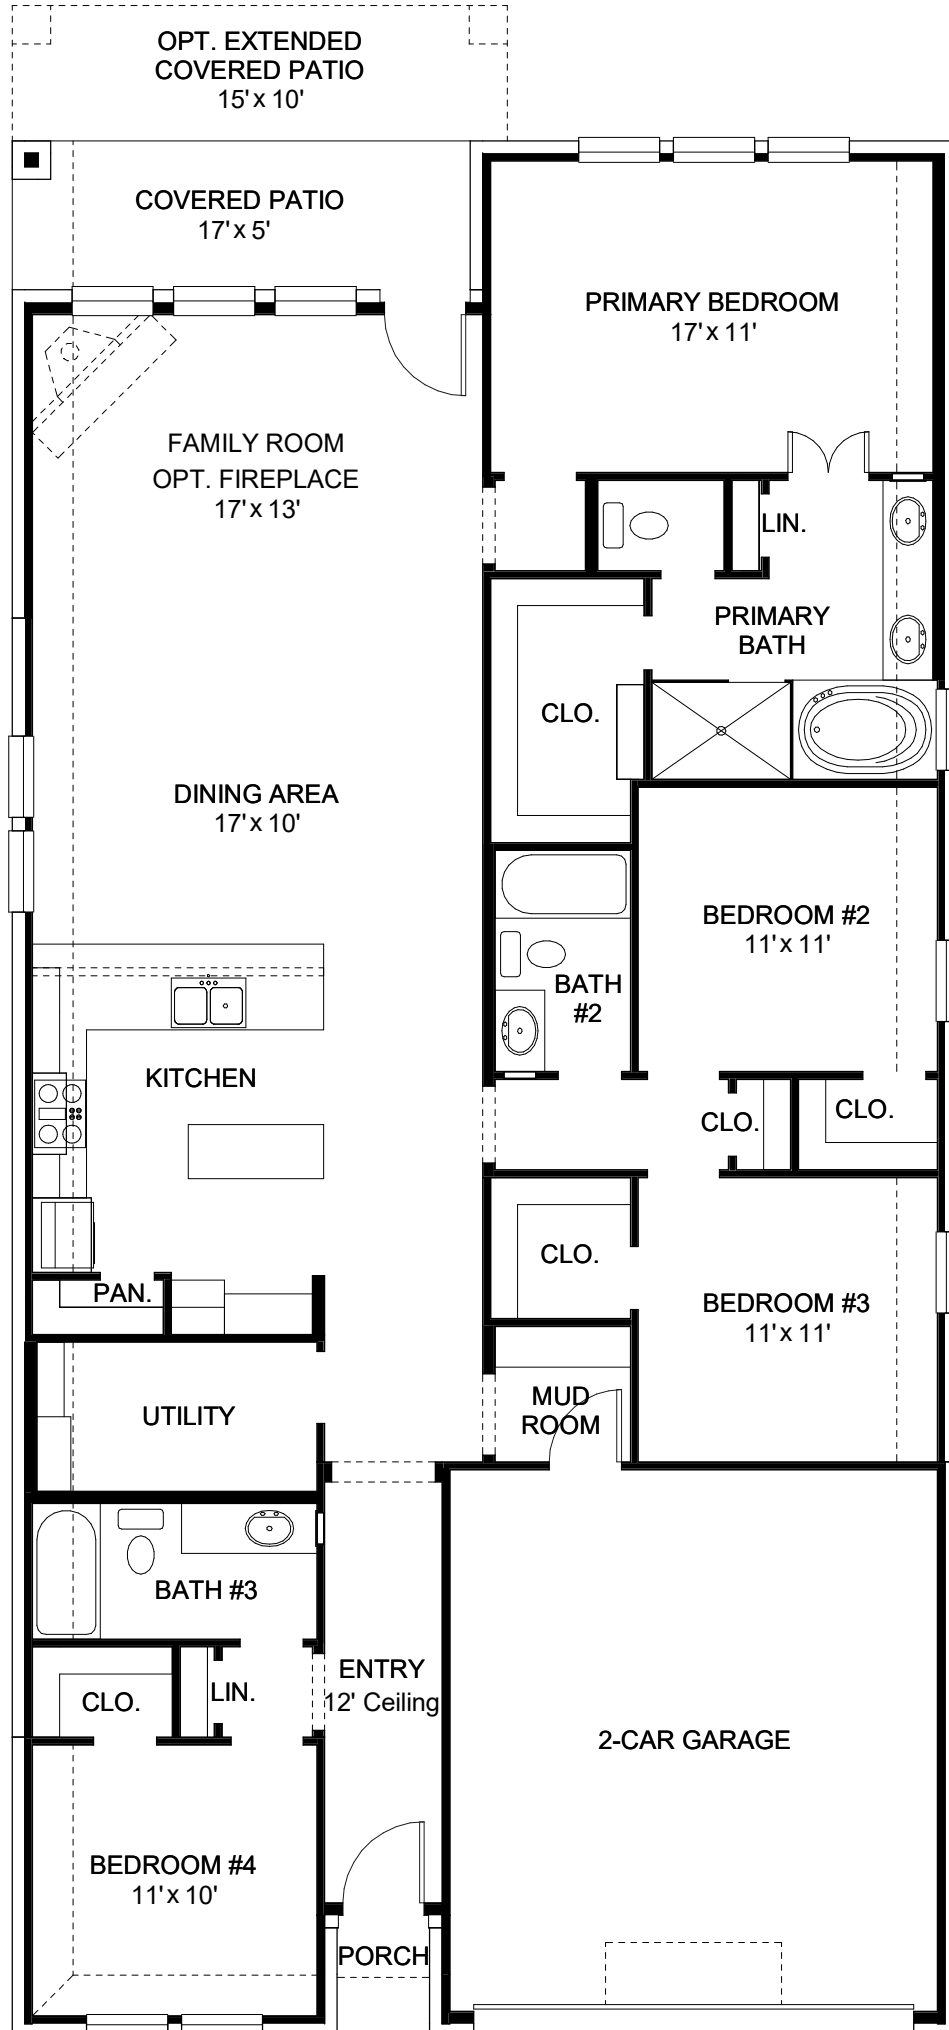 OPT. EXTENDED
COVERED PATIO
15' x 10'
COVERED PATIO
17' x 5'
PRIMARY BEDROOM
17' x 11'
FAMILY ROOM
OPT. FIREPLACE
17' x 13'
LIN.
PRIMARY
BATH
CLO.
DINING AREA
17' x 10'
BEDROOM #2
11' x 11'
BATH
#2
KITCHEN
CLO.
CLO.
CLO.
PAN.
BEDROOM #3
11' x 11'
MUD
ROOM
UTILITY
BATH #3
ENTRY
12' Ceiling
LIN.
CLO.
2-CAR GARAGE
BEDROOM #4
11' x 10'
PORCH